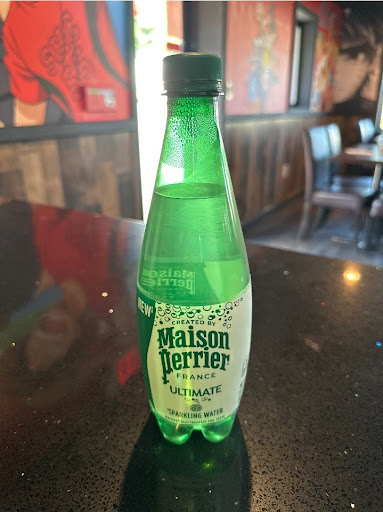 NEW!
CREATED BY
Maison
Perrier
FRANCE
ULTIMATE
SPARKLING WATER